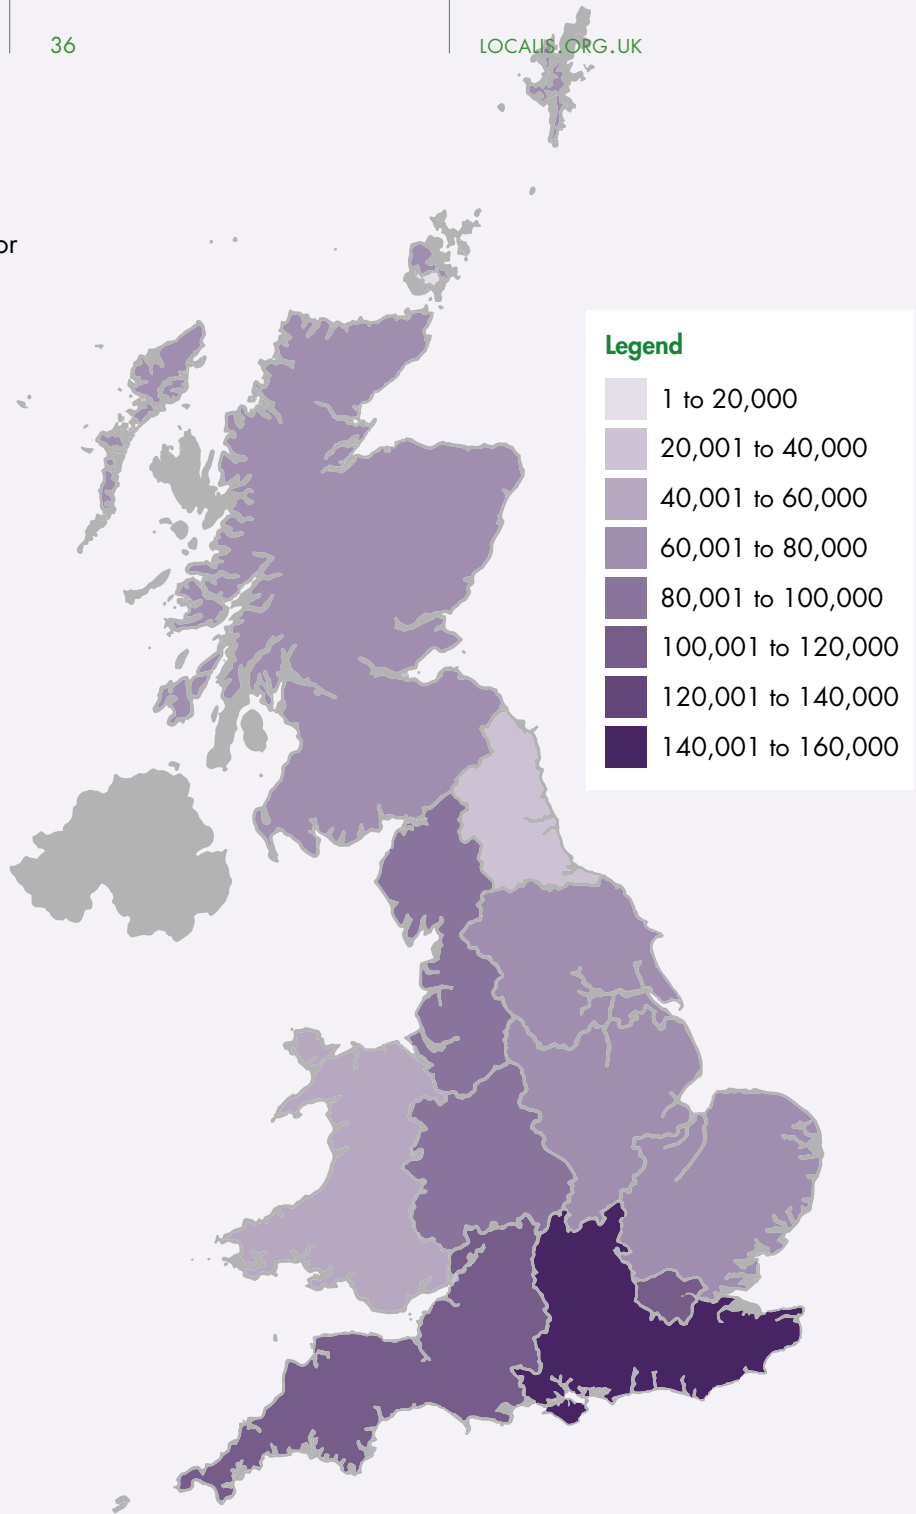 36
LOCALIS.ORG.UK
or
Legend
1 to 20,000
20,001 to 40,000
40,001 to 60,000
60,001 to 80,000
80,001 to 100,000
100,001 to 120,000
120,001 to 140,000
140,001 to 160,000